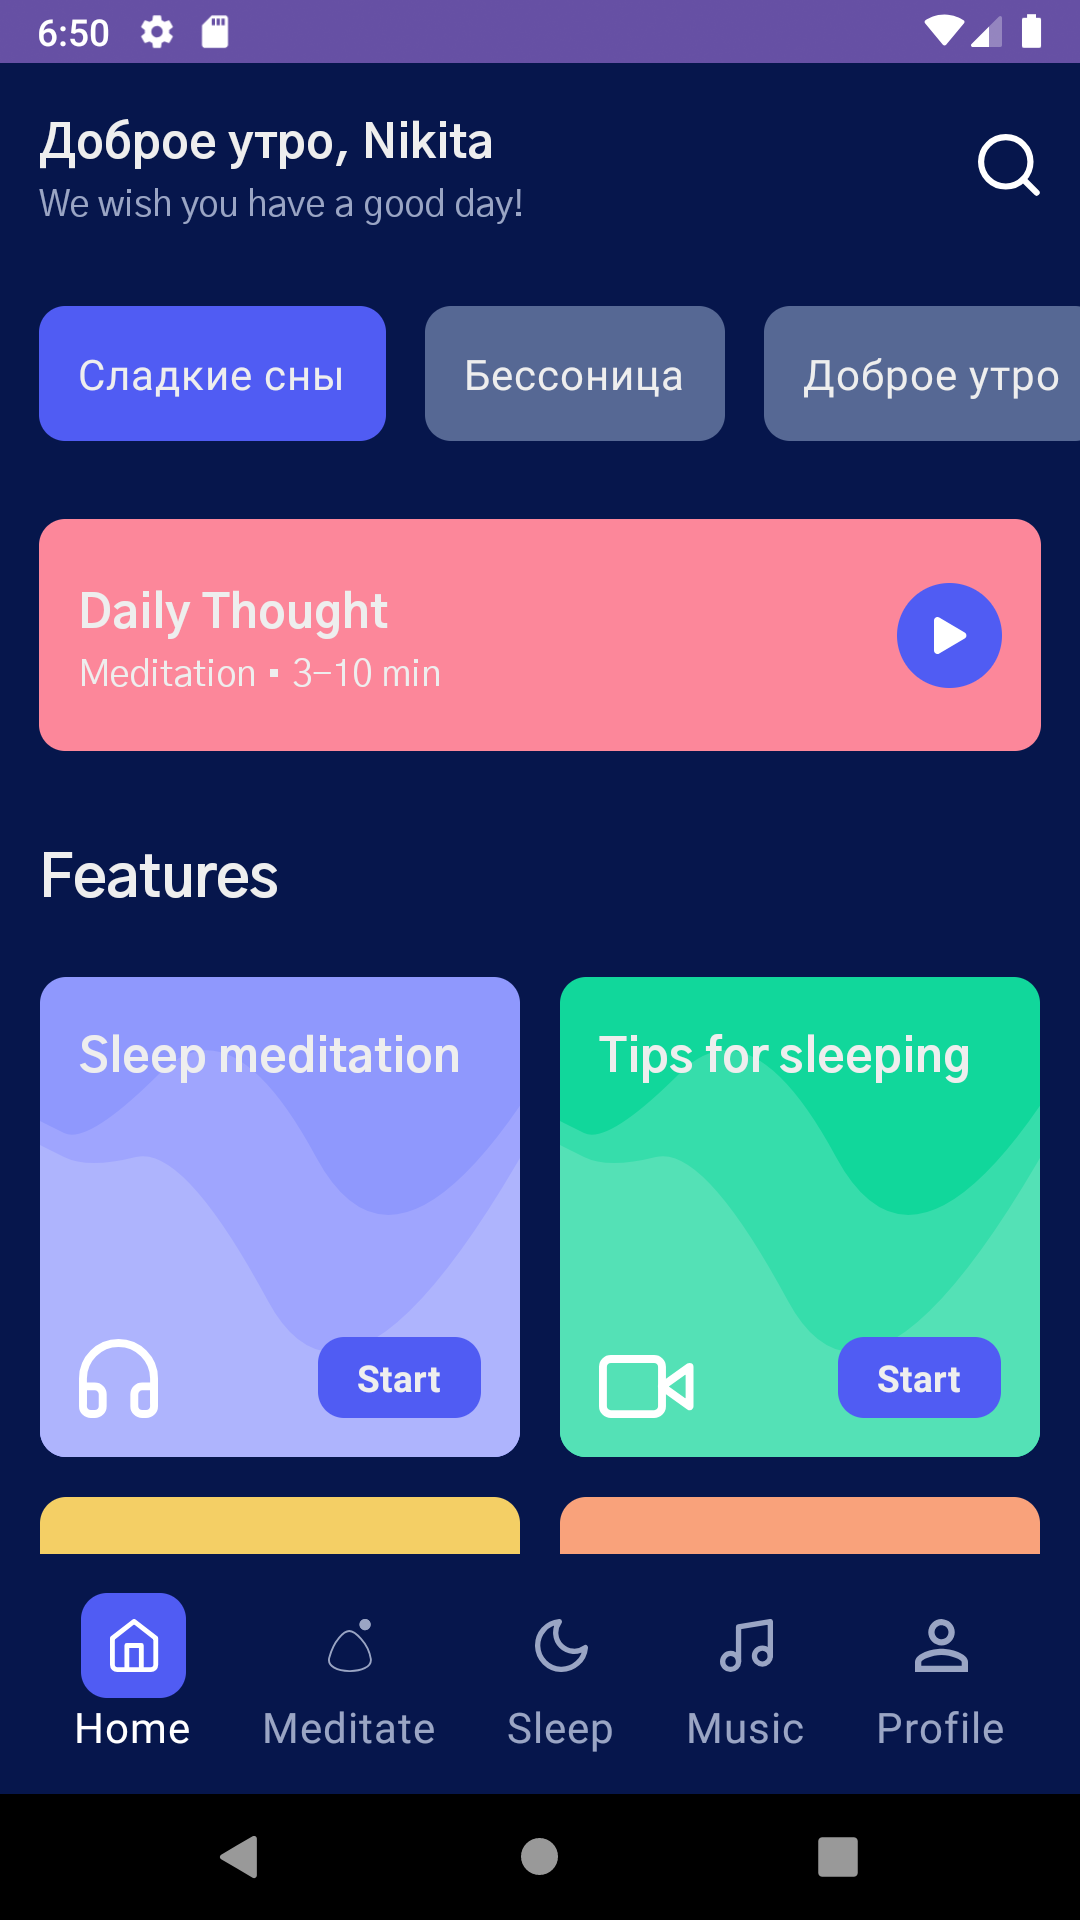 6:50
Доброе утро, Nikita
We wish you have a good day!
Сладкие сны
Бессоница
Доброе утро
Daily Thought
Meditation • 3-10 min
Features
Sleep meditation
Tips for sleeping
Start
Start
Home
Meditate
Sleep
Music
Profile